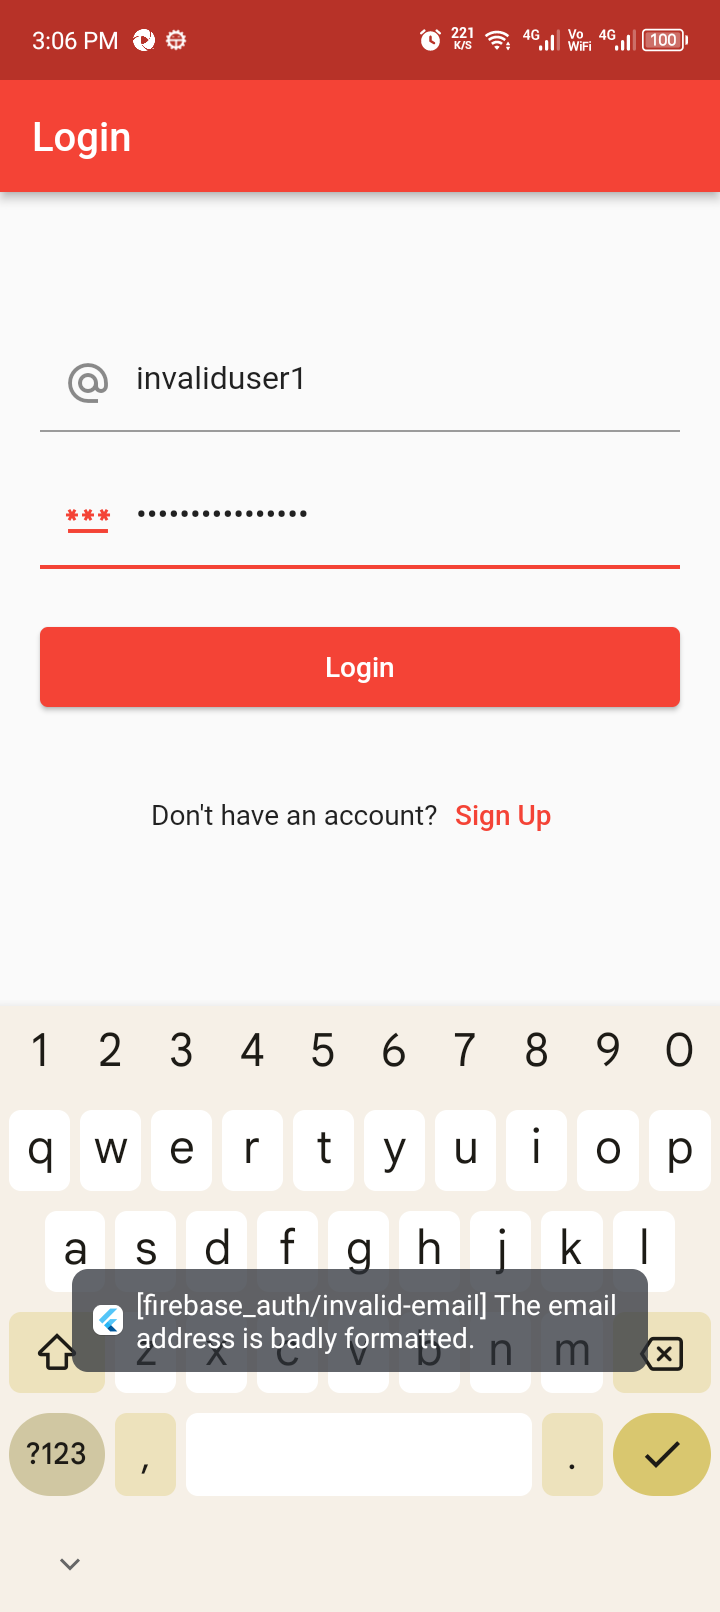 3:06 PM 221 K/S 4G Vo WiFi 4G 100
Login
invaliduser1
••••••••••••••••
Login
Don't have an account? Sign Up
1 2 3 4 5 6 7 8 9 0
q w e r t y u i o p
a s d f g h j k l
[firebase_auth/invalid-email] The email
address is badly formatted.
z x c v b n m
?123 , .